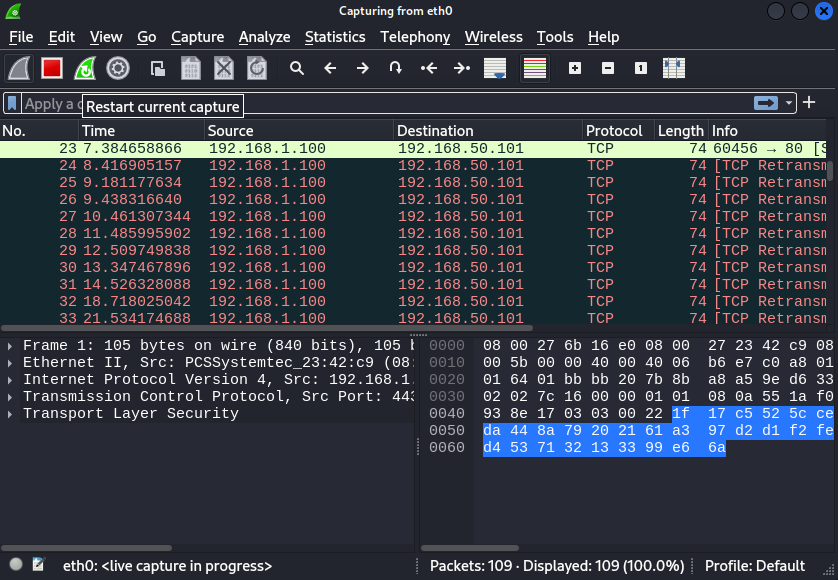 Capturing from eth0
File Edit View Go Capture Analyze Statistics Telephony Wireless Tools Help
Apply a d
Restart current capture
No. Time Source Destination Protocol Length Info
23 7.384658866 192.168.1.100 192.168.50.101 TCP 74 60456 → 80 [S
24 8.416905157 192.168.1.100 192.168.50.101 TCP 74 [TCP Retransm
25 9.181177634 192.168.1.100 192.168.50.101 TCP 74 [TCP Retransm
26 9.438316640 192.168.1.100 192.168.50.101 TCP 74 [TCP Retransm
27 10.461307344 192.168.1.100 192.168.50.101 TCP 74 [TCP Retransm
28 11.485995902 192.168.1.100 192.168.50.101 TCP 74 [TCP Retransm
29 12.509749838 192.168.1.100 192.168.50.101 TCP 74 [TCP Retransm
30 13.347467896 192.168.1.100 192.168.50.101 TCP 74 [TCP Retransm
31 14.526328088 192.168.1.100 192.168.50.101 TCP 74 [TCP Retransm
32 18.718025042 192.168.1.100 192.168.50.101 TCP 74 [TCP Retransm
33 21.534174688 192.168.1.100 192.168.50.101 TCP 74 [TCP Retransm
Frame 1: 105 bytes on wire (840 bits), 105 b
Ethernet II, Src: PCSSystemtec_23:42:c9 (08:
Internet Protocol Version 4, Src: 192.168.1.
Transmission Control Protocol, Src Port: 443
Transport Layer Security
0000 08 00 27 6b 16 e0 08 00 27 23 42 c9 08
0010 00 5b 00 00 40 00 40 06 b6 e7 c0 a8 01
0020 01 64 01 bb bb 20 7b 8b a8 a5 9e d6 33
0030 02 02 7c 16 00 00 01 01 08 0a 55 1a f0
0040 93 8e 17 03 03 00 22 1f 17 c5 52 5c ce
0050 da 44 8a 79 20 21 61 a3 97 d2 d1 f2 fe
0060 d4 53 71 32 13 33 99 e6 6a
eth0: <live capture in progress>
Packets: 109 · Displayed: 109 (100.0%)
Profile: Default